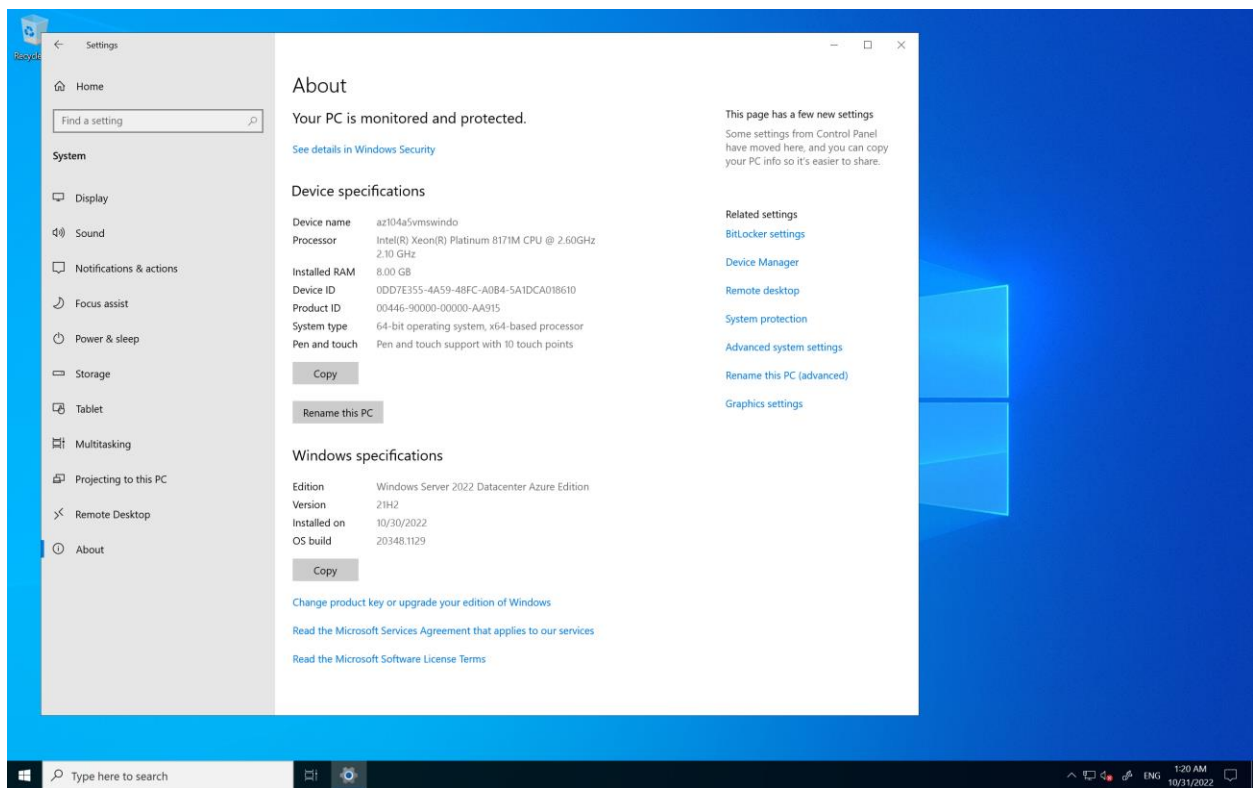 Settings
Home
Find a setting
System
Display
Sound
Notifications & actions
Focus assist
Power & sleep
Storage
Tablet
Multitasking
Projecting to this PC
Remote Desktop
About
About
Your PC is monitored and protected.
See details in Windows Security
Device specifications
Device name az104a5vmswindo
Processor Intel(R) Xeon(R) Platinum 8171M CPU @ 2.60GHz
2.10 GHz
Installed RAM 8.00 GB
Device ID 0DD7E355-4A59-48FC-A0B4-5A1DCA018610
Product ID 00446-90000-00000-AA915
System type 64-bit operating system, x64-based processor
Pen and touch Pen and touch support with 10 touch points
Copy
Rename this PC
Windows specifications
Edition Windows Server 2022 Datacenter Azure Edition
Version 21H2
Installed on 10/30/2022
OS build 20348.1129
Copy
Change product key or upgrade your edition of Windows
Read the Microsoft Services Agreement that applies to our services
Read the Microsoft Software License Terms
This page has a few new settings
Some settings from Control Panel
have moved here, and you can copy
your PC info so it's easier to share.
Related settings
BitLocker settings
Device Manager
Remote desktop
System protection
Advanced system settings
Rename this PC (advanced)
Graphics settings
Type here to search
ENG
1:20 AM
10/31/2022